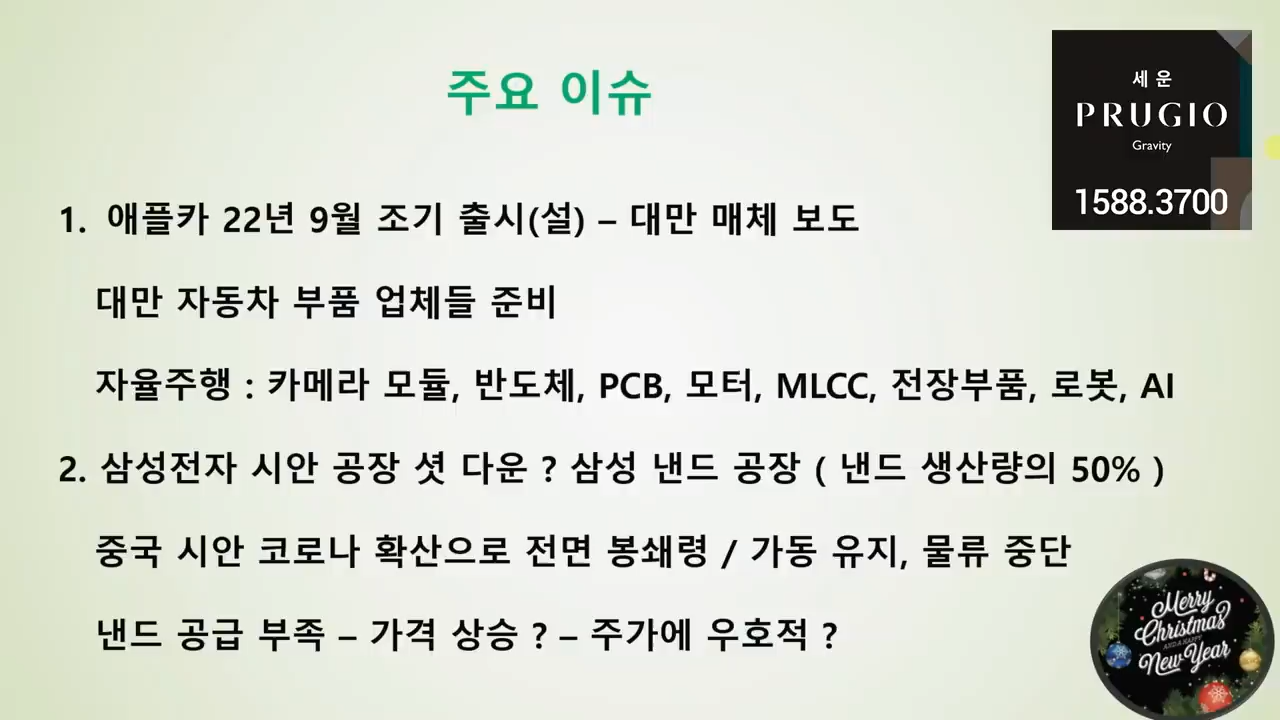 주요 이슈
세운
PRUGIO
Gravity
1588.3700
1. 애플카 22년 9월 조기 출시(설) – 대만 매체 보도
대만 자동차 부품 업체들 준비
자율주행 : 카메라 모듈, 반도체, PCB, 모터, MLCC, 전장부품, 로봇, AI
2. 삼성전자 시안 공장 셧 다운 ? 삼성 낸드 공장 ( 낸드 생산량의 50% )
중국 시안 코로나 확산으로 전면 봉쇄령 / 가동 유지, 물류 중단
낸드 공급 부족 – 가격 상승 ? – 주가에 우호적 ?
Merry
Christmas
AND A HAPPY
New Year